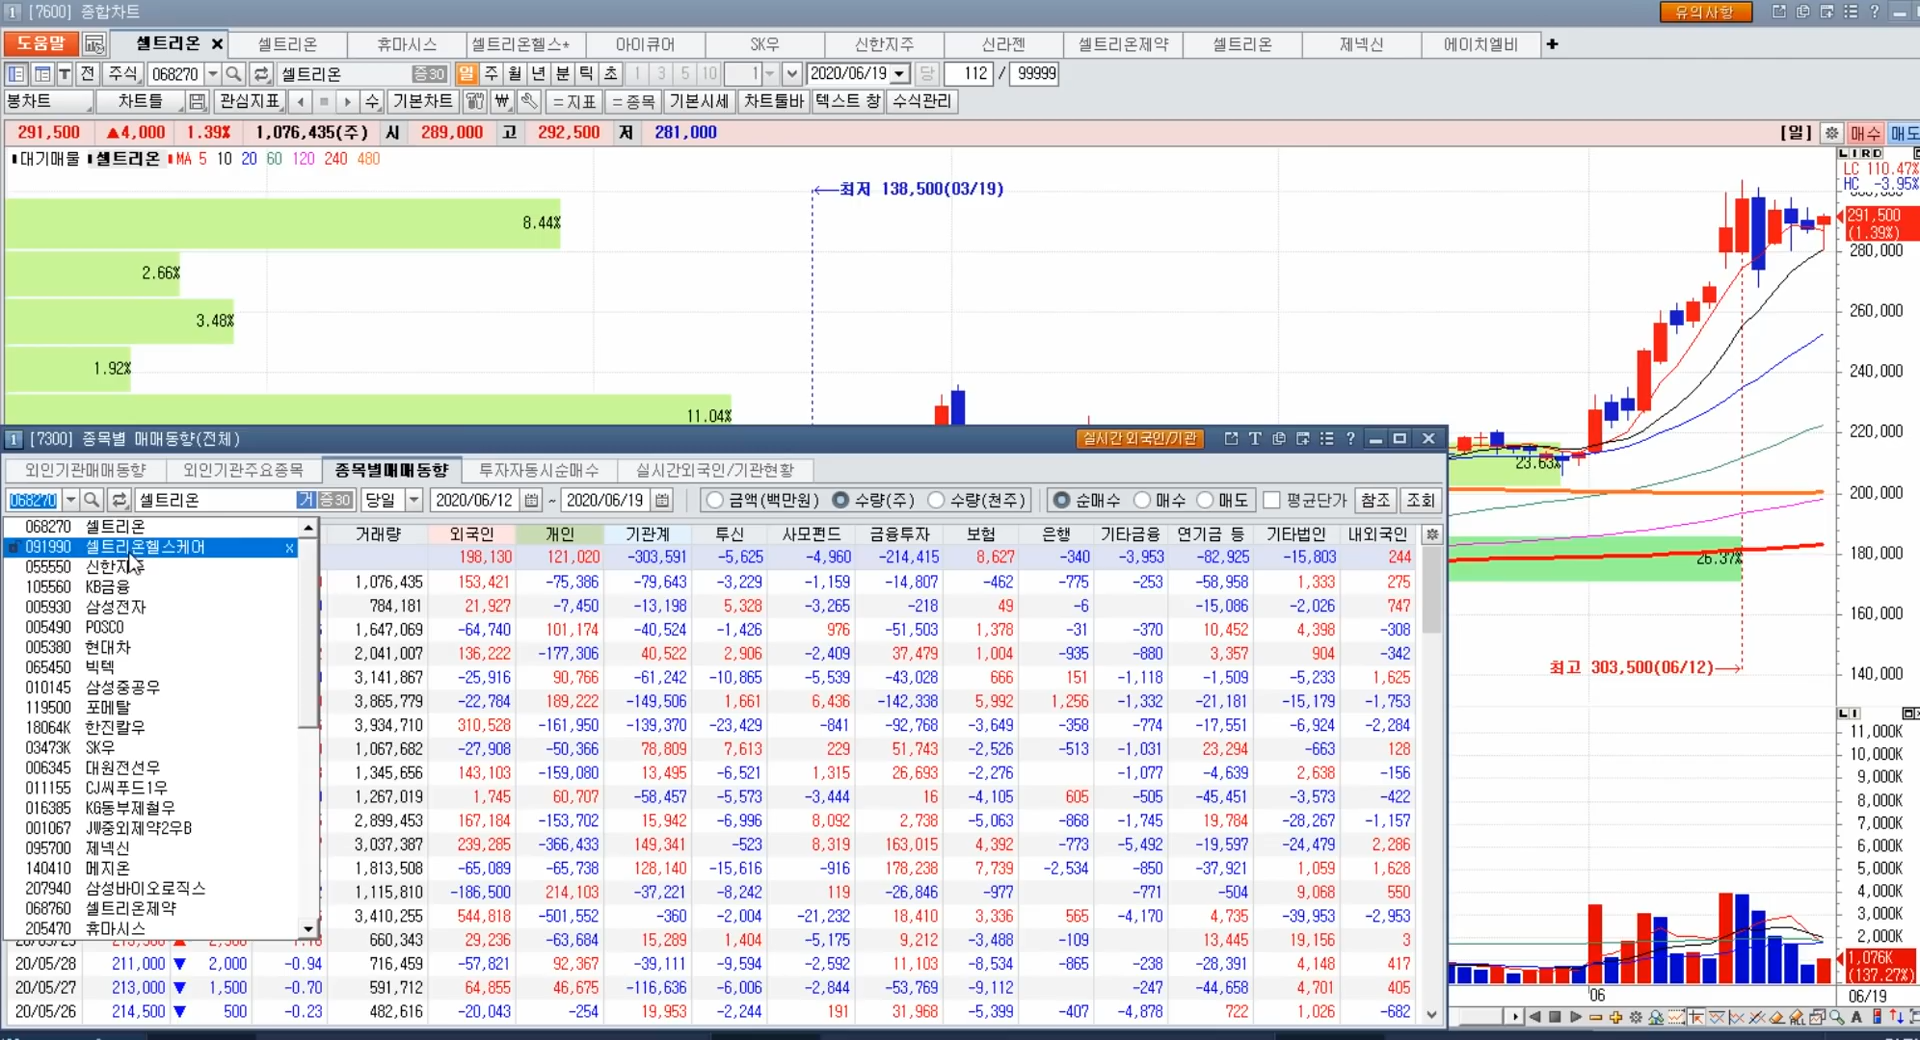 1 [7600] 종합차트 유의사항
도움말 셀트리온 × 셀트리온 휴마시스 셀트리온헬스* 아이큐어 SK우 신한지주 신라젠 셀트리온제약 셀트리온 제넥신 에이치엘비 +
T 전 주식 068270 셀트리온 증30 일 주 월 년 분 틱 초 1 3 5 10 1 2020/06/19 당 112 / 99999
봉차트 차트틀 관심지표 수 기본차트 ₩ =지표 =종목 기본시세 차트툴바 텍스트 창 수식관리
291,500 ▲4,000 1.39% 1,076,435(주) 시 289,000 고 292,500 저 281,000 [일] 매수 매도
대기매물 셀트리온 MA 5 10 20 60 120 240 480
L I R D
LC 110.47%
HC -3.95%
←최저 138,500(03/19)
291,500
(1.39%)
8.44%
2.66%
3.48%
1.92%
11.04%
23.63%
26.37%
280,000
260,000
240,000
220,000
200,000
180,000
160,000
140,000
최고 303,500(06/12)→
L I
11,000K
10,000K
9,000K
8,000K
7,000K
6,000K
5,000K
4,000K
3,000K
2,000K
1,076K
(137.27%)
06 06/19
1 [7300] 종목별 매매동향(전체) 실시간 외국인/기관 T ?
외인기관매매동향 외인기관주요종목 종목별매매동향 투자자동시순매수 실시간외국인/기관현황
068270 셀트리온 거 증30 당일 2020/06/12 ~ 2020/06/19 금액(백만원) 수량(주) 수량(천주) 순매수 매수 매도 평균단가 참조 조회
068270 셀트리온
091990 셀트리온헬스케어 x
055550 신한지주
105560 KB금융
005930 삼성전자
005490 POSCO
005380 현대차
065450 빅텍
010145 삼성중공우
119500 포메탈
18064K 한진칼우
03473K SK우
006345 대원전선우
011155 CJ씨푸드1우
016385 KG동부제철우
001067 JW중외제약2우B
095700 제넥신
140410 메지온
207940 삼성바이오로직스
068760 셀트리온제약
205470 휴마시스
거래량 외국인 개인 기관계 투신 사모펀드 금융투자 보험 은행 기타금융 연기금 등 기타법인 내외국인
198,130 121,020 -303,591 -5,625 -4,960 -214,415 8,627 -340 -3,953 -82,925 -15,803 244
1,076,435 153,421 -75,386 -79,643 -3,229 -1,159 -14,807 -462 -775 -253 -58,958 1,333 275
784,181 21,927 -7,450 -13,198 5,328 -3,265 -218 49 -6 -15,086 -2,026 747
1,647,069 -64,740 101,174 -40,524 -1,426 976 -51,503 1,378 -31 -370 10,452 4,398 -308
2,041,007 136,222 -177,306 40,522 2,906 -2,409 37,479 1,004 -935 -880 3,357 904 -342
3,141,867 -25,916 90,766 -61,242 -10,865 -5,539 -43,028 666 151 -1,118 -1,509 -5,233 1,625
3,865,779 -22,784 189,222 -149,506 1,661 6,436 -142,338 5,992 1,256 -1,332 -21,181 -15,179 -1,753
3,934,710 310,528 -161,950 -139,370 -23,429 -841 -92,768 -3,649 -358 -774 -17,551 -6,924 -2,284
1,067,682 -27,908 -50,366 78,809 7,613 229 51,743 -2,526 -513 -1,031 23,294 -663 128
1,345,656 143,103 -159,080 13,495 -6,521 1,315 26,693 -2,276 -1,077 -4,639 2,638 -156
1,267,019 1,745 60,707 -58,457 -5,573 -3,444 16 -4,105 605 -505 -45,451 -3,573 -422
2,899,453 167,184 -153,702 15,942 -6,996 8,092 2,738 -5,063 -868 -1,745 19,784 -28,267 -1,157
3,037,387 239,285 -366,433 149,341 -523 8,319 163,015 4,392 -773 -5,492 -19,597 -24,479 2,286
1,813,508 -65,089 -65,738 128,140 -15,616 -916 178,238 7,739 -2,534 -850 -37,921 1,059 1,628
1,115,810 -186,500 214,103 -37,221 -8,242 119 -26,846 -977 -771 -504 9,068 550
3,410,255 544,818 -501,552 -360 -2,004 -21,232 18,410 3,336 565 -4,170 4,735 -39,953 -2,953
660,343 29,236 -63,684 15,289 1,404 -5,175 9,212 -3,488 -109 13,445 19,156 3
20/05/28 211,000 ▼ 2,000 -0.94 716,459 -57,821 92,367 -39,111 -9,594 -2,592 11,103 -8,534 -865 -238 -28,391 4,148 417
20/05/27 213,000 ▼ 1,500 -0.70 591,712 64,855 46,675 -116,636 -6,006 -2,844 -53,769 -9,112 -247 -44,658 4,701 405
20/05/26 214,500 ▼ 500 -0.23 482,616 -20,043 -254 19,953 -2,244 191 31,968 -5,399 -407 -4,878 722 1,026 -682